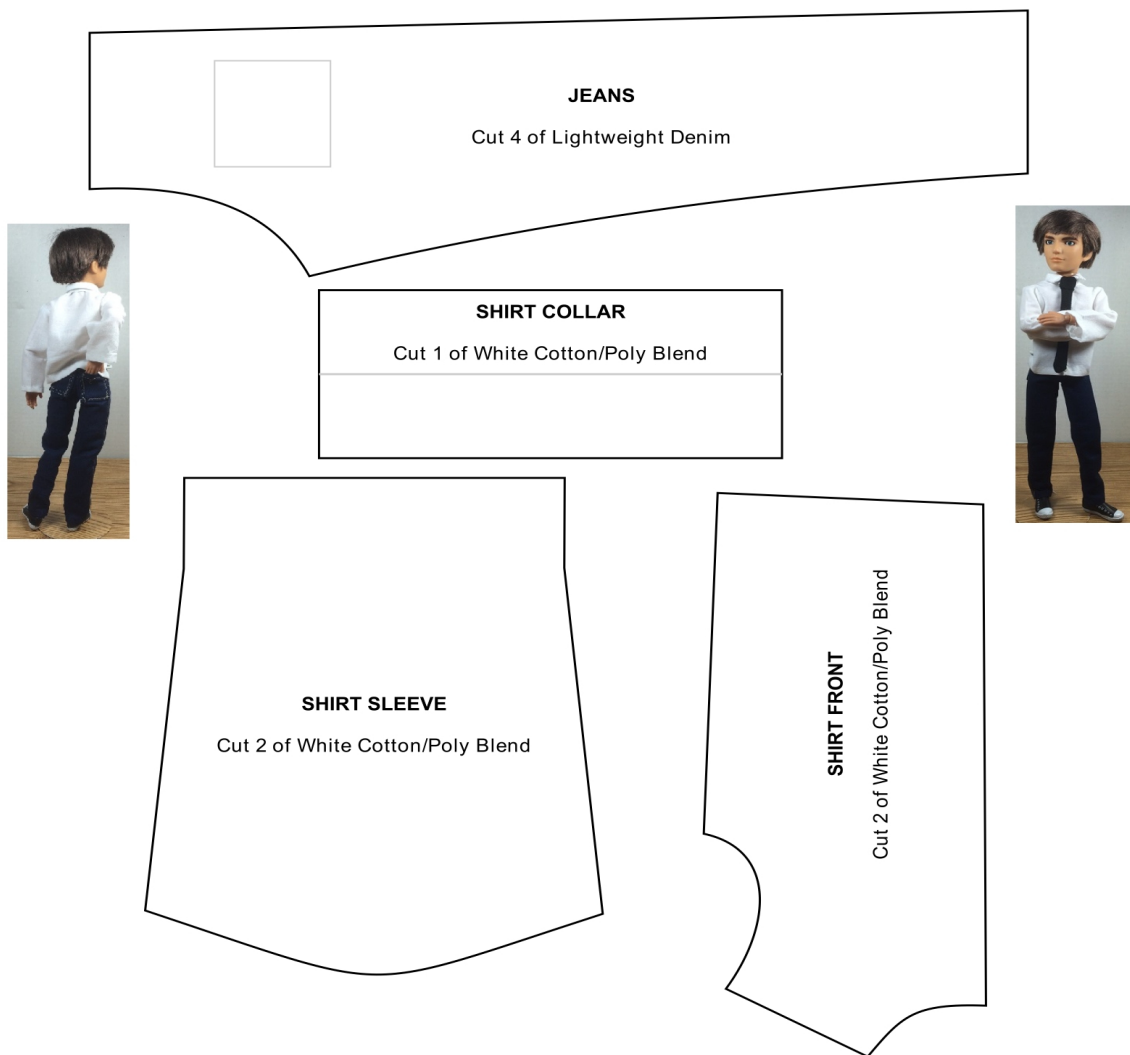 JEANS
Cut 4 of Lightweight Denim
SHIRT COLLAR
Cut 1 of White Cotton/Poly Blend
SHIRT SLEEVE
Cut 2 of White Cotton/Poly Blend
SHIRT FRONT
Cut 2 of White Cotton/Poly Blend